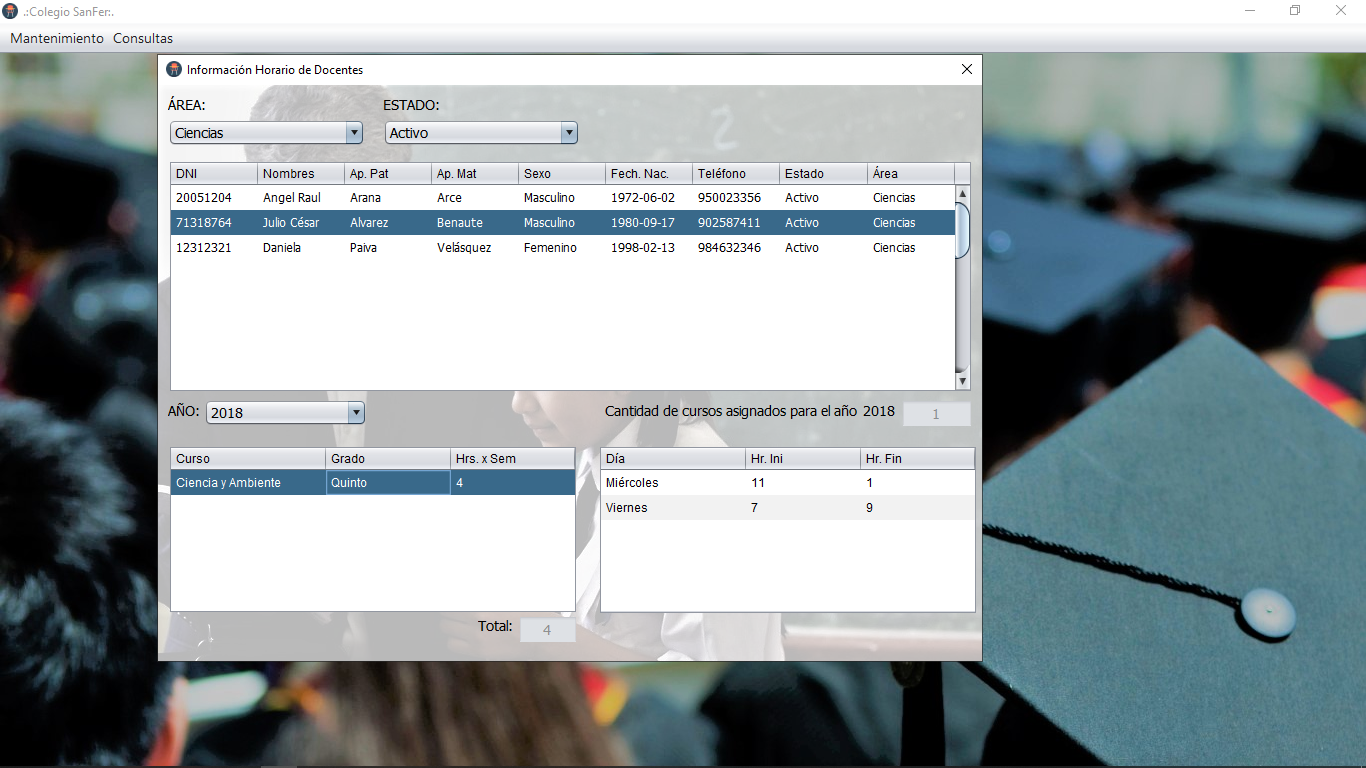 .:Colegio SanFer:.
Mantenimiento Consultas
Información Horario de Docentes
ÁREA: ESTADO:
Ciencias Activo
DNI Nombres Ap. Pat Ap. Mat Sexo Fech. Nac. Teléfono Estado Área
20051204 Angel Raul Arana Arce Masculino 1972-06-02 950023356 Activo Ciencias
71318764 Julio César Alvarez Benaute Masculino 1980-09-17 902587411 Activo Ciencias
12312321 Daniela Paiva Velásquez Femenino 1998-02-13 984632346 Activo Ciencias
AÑO: 2018 Cantidad de cursos asignados para el año 2018 1
Curso Grado Hrs. x Sem
Ciencia y Ambiente Quinto 4
Total: 4
Día Hr. Ini Hr. Fin
Miércoles 11 1
Viernes 7 9